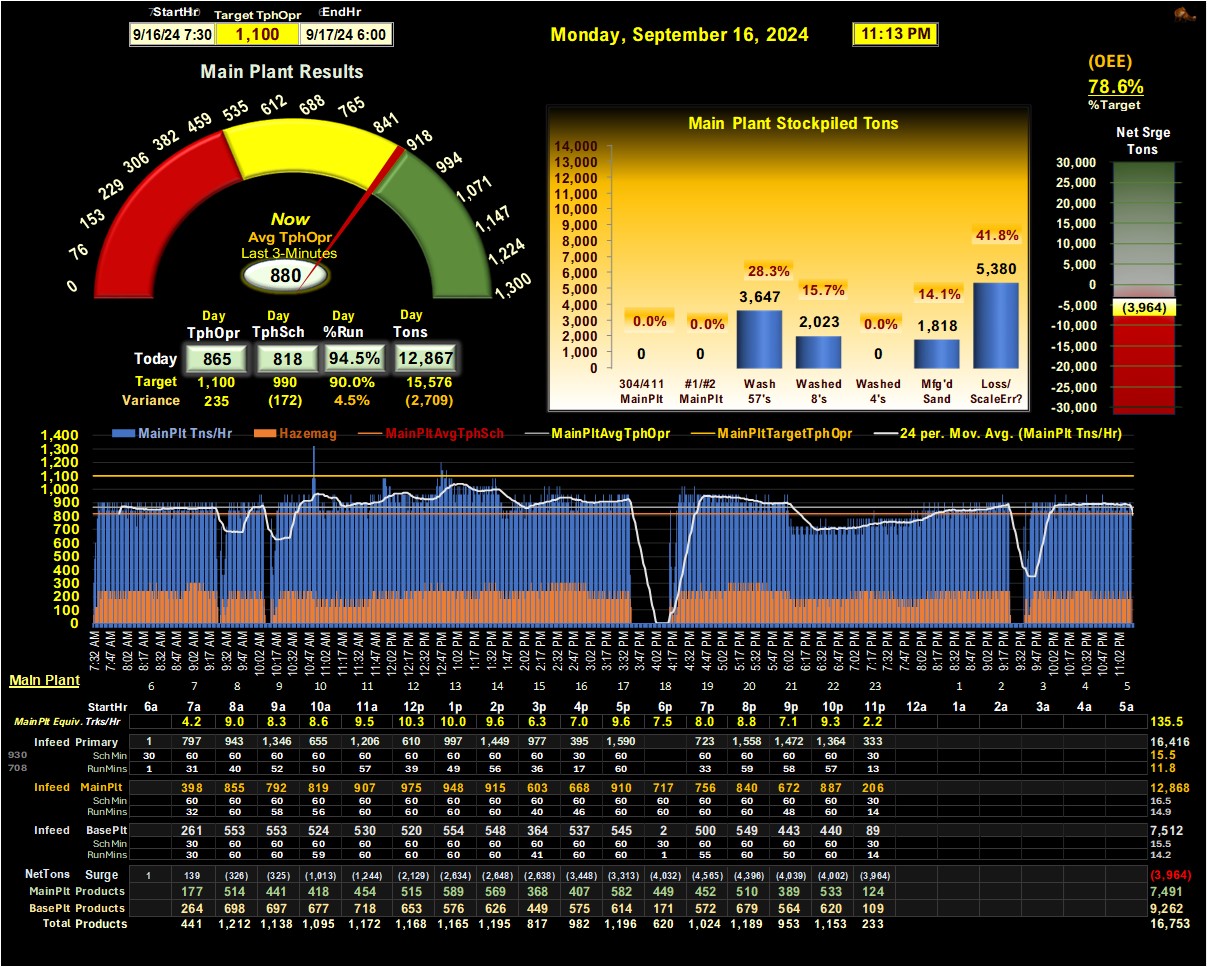 StartHr Target TphOpr EndHr
9/16/24 7:30 1,100 9/17/24 6:00
Monday, September 16, 2024 11:13 PM
(OEE)
78.6%
%Target
Main Plant Results
0 76 153 229 306 382 459 535 612 688 765 841 918 994 1,071 1,147 1,224 1,300
Now
Avg TphOpr
Last 3-Minutes
880
Day Day Day Day
TphOpr TphSch %Run Tons
Today 865 818 94.5% 12,867
Target 1,100 990 90.0% 15,576
Variance 235 (172) 4.5% (2,709)
Main Plant Stockpiled Tons
14,000
13,000
12,000
11,000
10,000
9,000
8,000
7,000
6,000
5,000
4,000
3,000
2,000
1,000
0
0.0% 0.0% 28.3% 15.7% 0.0% 14.1% 41.8%
0 0 3,647 2,023 0 1,818 5,380
304/411 #1/#2 Wash Washed Washed Mfg'd Loss/
MainPlt MainPlt 57's 8's 4's Sand ScaleErr?
Net Srge
Tons
30,000
25,000
20,000
15,000
10,000
5,000
0
-5,000
-10,000
-15,000
-20,000
-25,000
-30,000
(3,964)
MainPlt Tns/Hr Hazemag MainPltAvgTphSch MainPltAvgTphOpr MainPltTargetTphOpr 24 per. Mov. Avg. (MainPlt Tns/Hr)
1,400
1,300
1,200
1,100
1,000
900
800
700
600
500
400
300
200
100
0
7:32 AM 7:47 AM 8:02 AM 8:17 AM 8:32 AM 8:47 AM 9:02 AM 9:17 AM 9:32 AM 9:47 AM 10:02 AM 10:17 AM 10:32 AM 10:47 AM 11:02 AM 11:17 AM 11:32 AM 11:47 AM 12:02 PM 12:17 PM 12:32 PM 12:47 PM 1:02 PM 1:17 PM 1:32 PM 1:47 PM 2:02 PM 2:17 PM 2:32 PM 2:47 PM 3:02 PM 3:17 PM 3:32 PM 3:47 PM 4:02 PM 4:17 PM 4:32 PM 4:47 PM 5:02 PM 5:17 PM 5:32 PM 5:47 PM 6:02 PM 6:17 PM 6:32 PM 6:47 PM 7:02 PM 7:17 PM 7:32 PM 7:47 PM 8:02 PM 8:17 PM 8:32 PM 8:47 PM 9:02 PM 9:17 PM 9:32 PM 9:47 PM 10:02 PM 10:17 PM 10:32 PM 10:47 PM 11:02 PM
Main Plant 6 7 8 9 10 11 12 13 14 15 16 17 18 19 20 21 22 23 1 2 3 4 5
StartHr 6a 7a 8a 9a 10a 11a 12p 1p 2p 3p 4p 5p 6p 7p 8p 9p 10p 11p 12a 1a 2a 3a 4a 5a
MainPlt Equiv. Trks/Hr 4.2 9.0 8.3 8.6 9.5 10.3 10.0 9.6 6.3 7.0 9.6 7.5 8.0 8.8 7.1 9.3 2.2 135.5
Infeed Primary 1 797 943 1,346 655 1,206 610 997 1,449 977 395 1,590 723 1,558 1,472 1,364 333 16,416
930 Sch Min 30 60 60 60 60 60 60 60 60 60 30 60 60 60 60 60 30 15.5
708 RunMins 1 31 40 52 50 57 39 49 56 36 17 60 33 59 58 57 13 11.8
Infeed MainPlt 398 855 792 819 907 975 948 915 603 668 910 717 756 840 672 887 206 12,868
Sch Min 60 60 60 60 60 60 60 60 60 60 60 60 60 60 60 60 30 16.5
RunMins 32 60 58 56 60 60 60 60 40 46 60 60 60 60 48 60 14 14.9
Infeed BasePlt 261 553 553 524 530 520 554 548 364 537 545 2 500 549 443 440 89 7,512
Sch Min 30 60 60 60 60 60 60 60 60 60 60 30 60 60 60 60 30 15.5
RunMins 30 60 60 59 60 60 60 60 41 60 60 1 55 60 50 60 14 14.2
NetTons Surge 1 139 (326) (325) (1,013) (1,244) (2,129) (2,634) (2,648) (2,638) (3,448) (3,313) (4,032) (4,565) (4,396) (4,039) (4,002) (3,964) (3,964)
MainPlt Products 177 514 441 418 454 515 589 569 368 407 582 449 452 510 389 533 124 7,491
BasePlt Products 264 698 697 677 718 653 576 626 449 575 614 171 572 679 564 620 109 9,262
Total Products 441 1,212 1,138 1,095 1,172 1,168 1,165 1,195 817 982 1,196 620 1,024 1,189 953 1,153 233 16,753